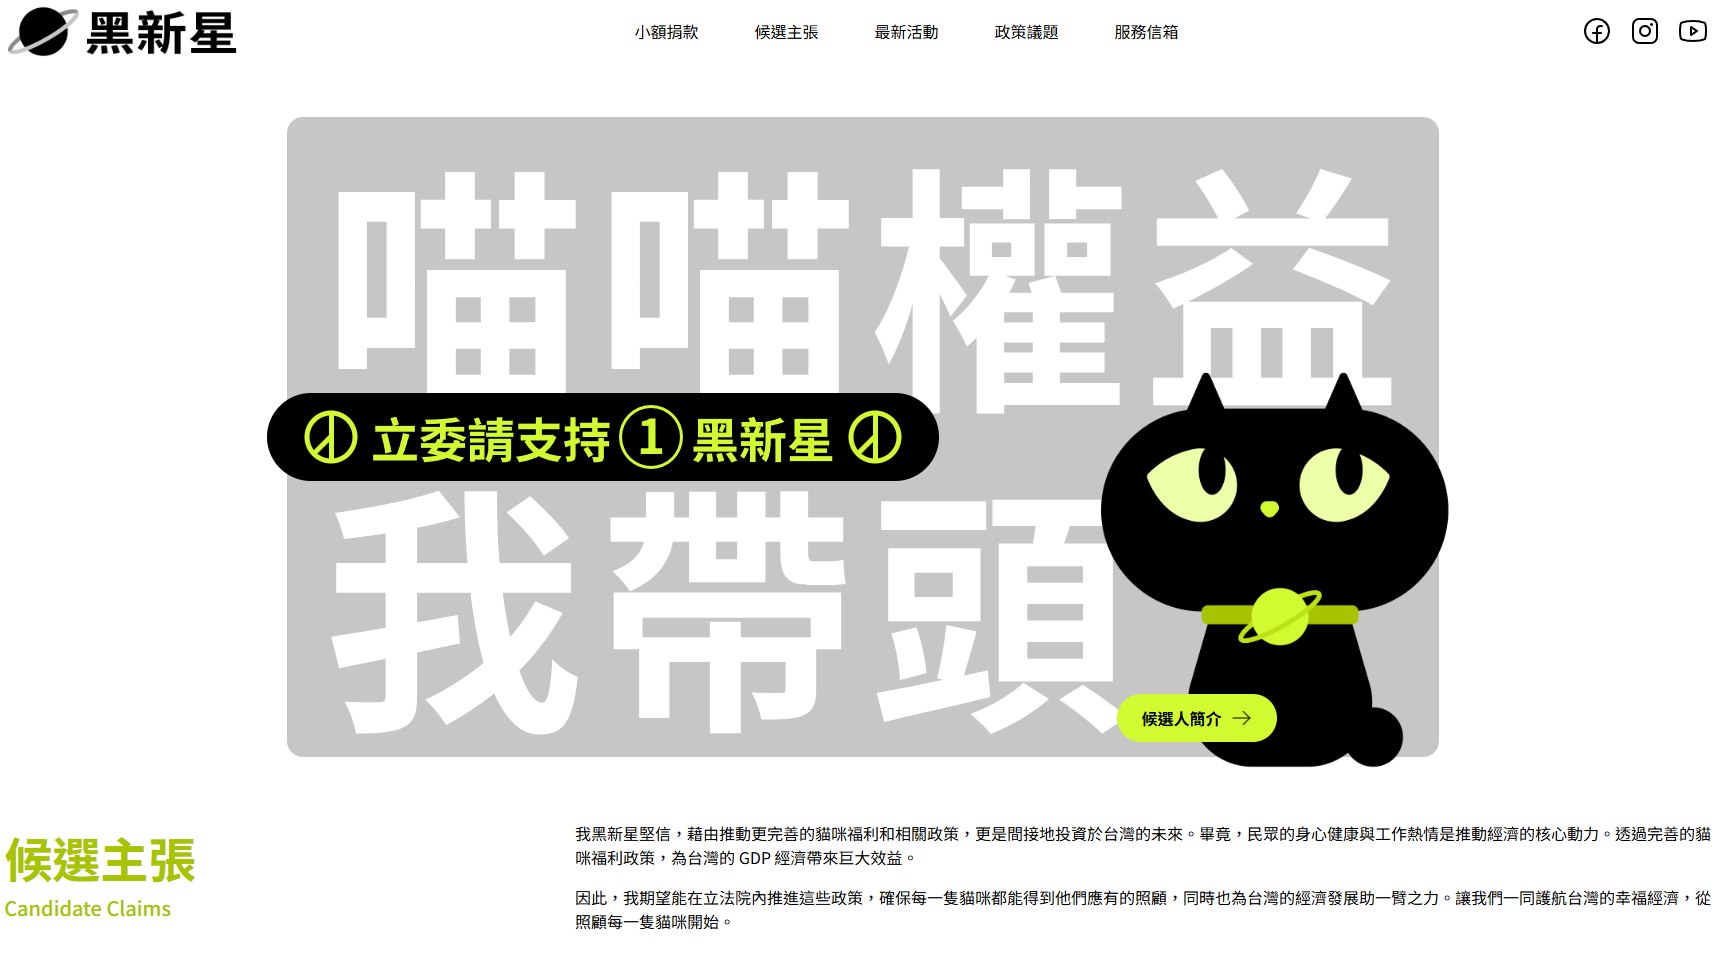 黑新星
小額捐款
候選主張
最新活動
政策議題
服務信箱
喵喵權益
立委請支持①黑新星
我帶頭
候選人簡介
候選主張
Candidate Claims
我黑新星堅信，藉由推動更完善的貓咪福利和相關政策，更是間接地投資於台灣的未來。畢竟，民眾的身心健康與工作熱情是推動經濟的核心動力。透過完善的貓
咪福利政策，為台灣的 GDP 經濟帶來巨大效益。
因此，我期望能在立法院內推進這些政策，確保每一隻貓咪都能得到他們應有的照顧，同時也為台灣的經濟發展助一臂之力。讓我們一同護航台灣的幸福經濟，從
照顧每一隻貓咪開始。